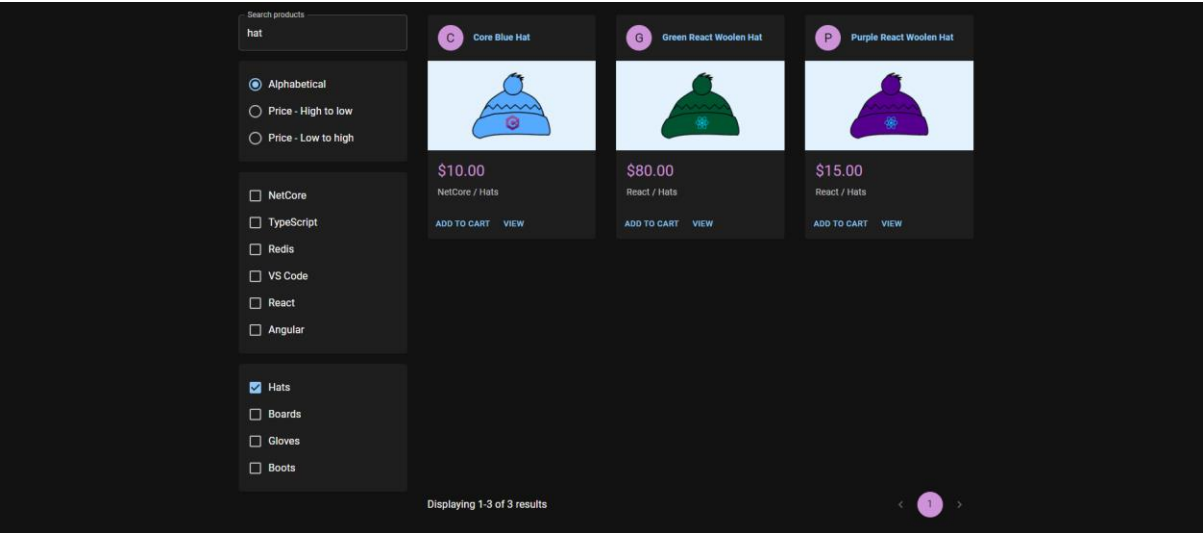 Search products
hat
Alphabetical
Price - High to low
Price - Low to high
NetCore
TypeScript
Redis
VS Code
React
Angular
Hats
Boards
Gloves
Boots
C Core Blue Hat
$10.00
NetCore / Hats
ADD TO CART VIEW
G Green React Woolen Hat
$80.00
React / Hats
ADD TO CART VIEW
P Purple React Woolen Hat
$15.00
React / Hats
ADD TO CART VIEW
Displaying 1-3 of 3 results
< 1 >